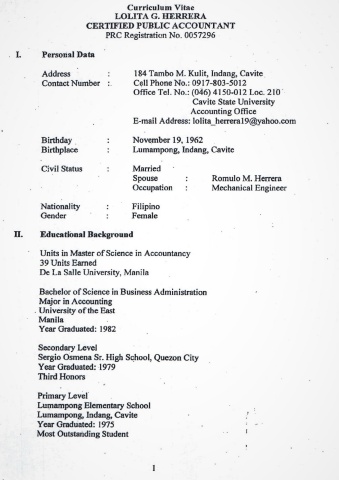 Curriculum Vitae
LOLITA G. HERRERA
CERTIFIED PUBLIC ACCOUNTANT
PRC Registration No. 0057296
I. Personal Data
Address : 184 Tambo M. Kulit, Indang, Cavite
Contact Number : Cell Phone No.: 0917-803-5012
Office Tel. No.: (046) 4150-012 Loc. 210
Cavite State University
Accounting Office
E-mail Address: lolita_herrera19@yahoo.com
Birthday : November 19, 1962
Birthplace : Lumampong, Indang, Cavite
Civil Status : Married
Spouse : Romulo M. Herrera
Occupation : Mechanical Engineer
Nationality : Filipino
Gender : Female
II. Educational Background
Units in Master of Science in Accountancy
39 Units Earned
De La Salle University, Manila
Bachelor of Science in Business Administration
Major in Accounting
University of the East
Manila
Year Graduated: 1982
Secondary Level
Sergio Osmena Sr. High School, Quezon City
Year Graduated: 1979
Third Honors
Primary Level
Lumampong Elementary School
Lumampong, Indang, Cavite
Year Graduated: 1975
Most Outstanding Student
1